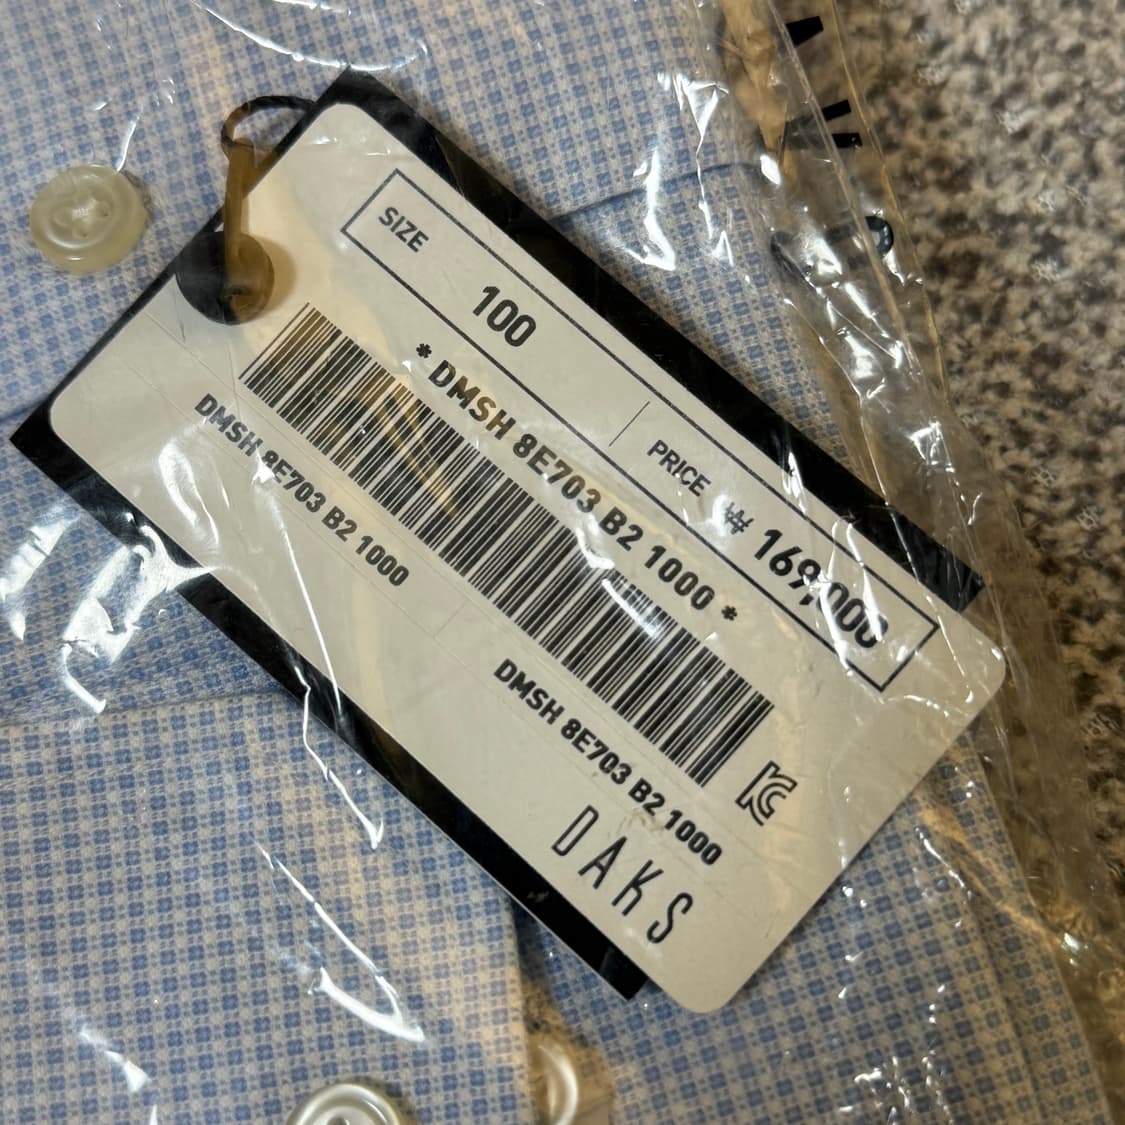 SIZE 100 PRICE ₩ 169,000
* DMSH 8E703 B2 1000 *
DMSH 8E703 B2 1000
DMSH 8E703 B2 1000
DAKS